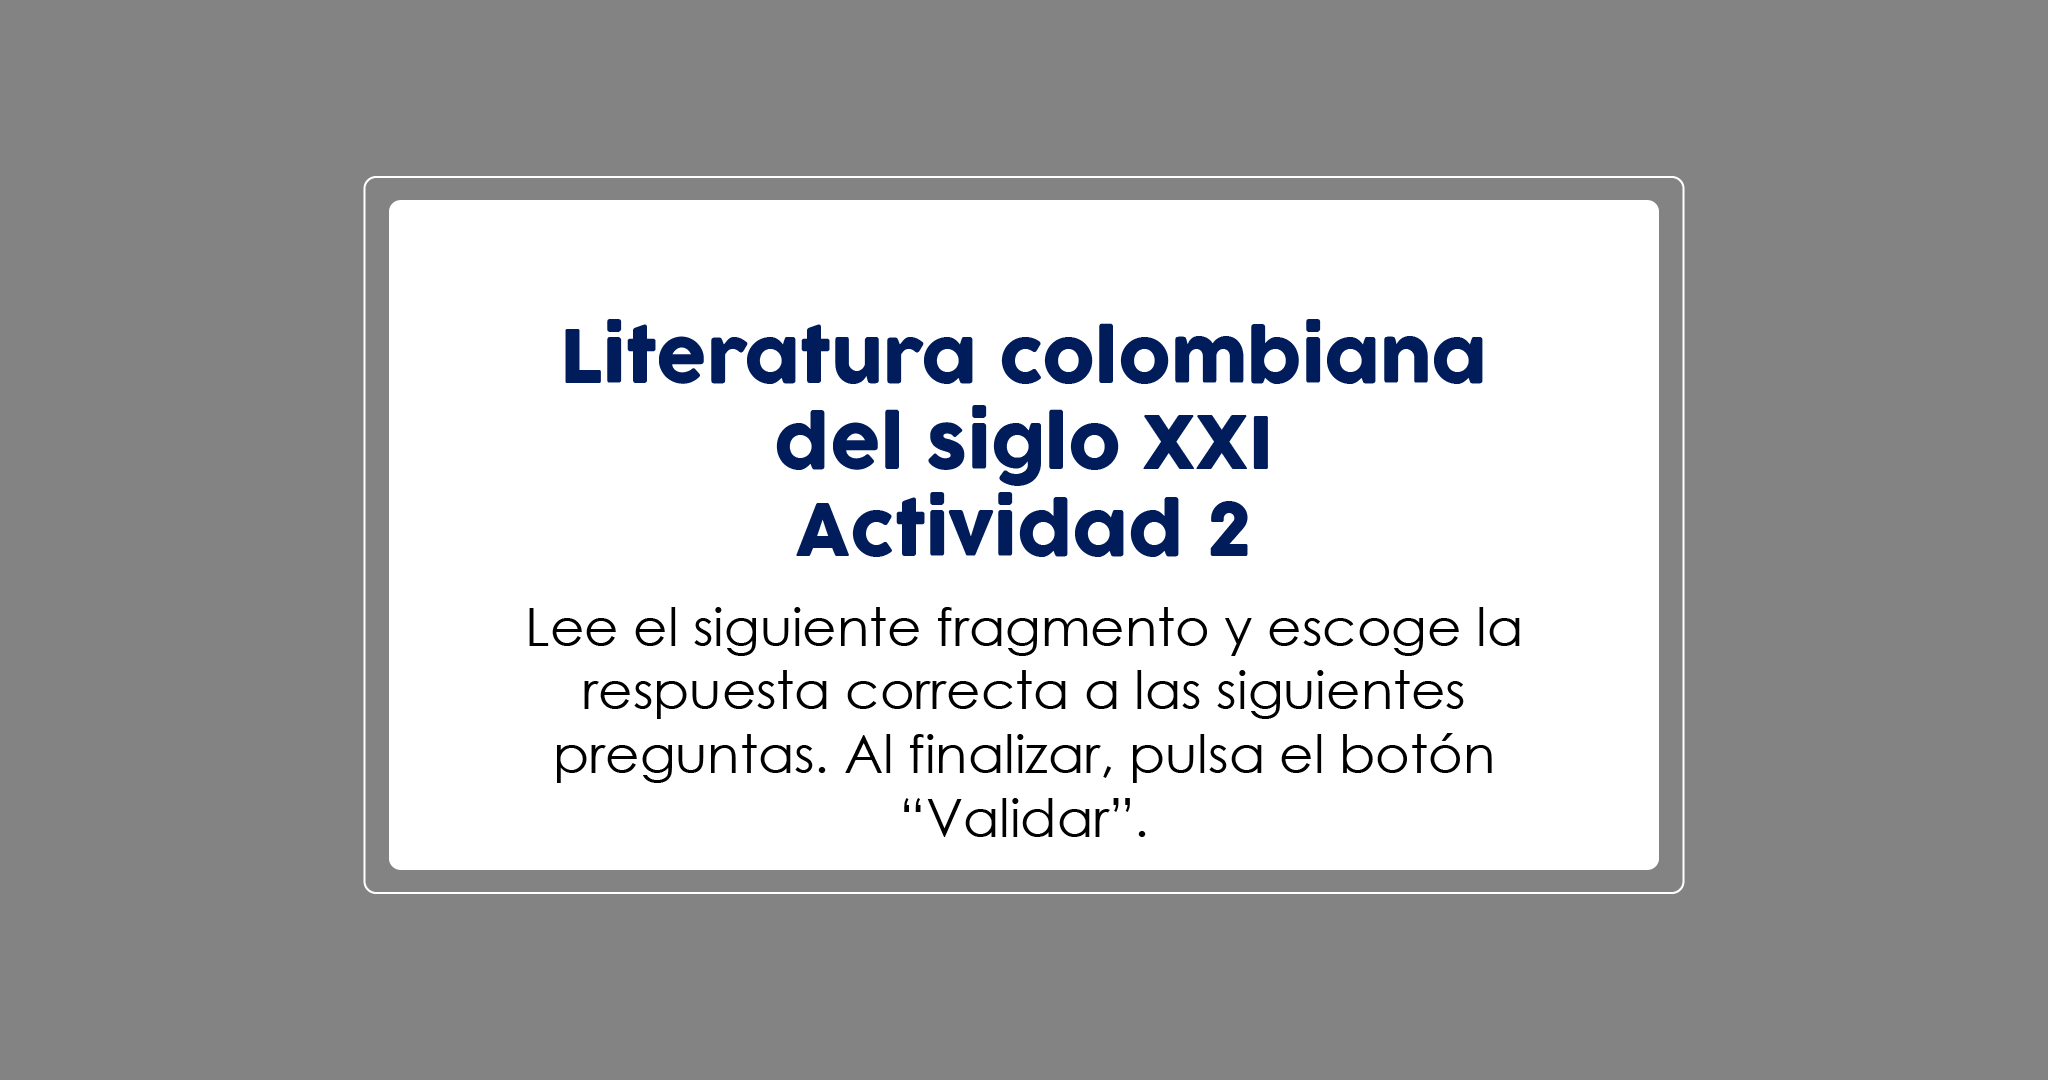 Literatura colombiana
del siglo XXI
Actividad 2
Lee el siguiente fragmento y escoge la
respuesta correcta a las siguientes
preguntas. Al finalizar, pulsa el botón
“Validar”.